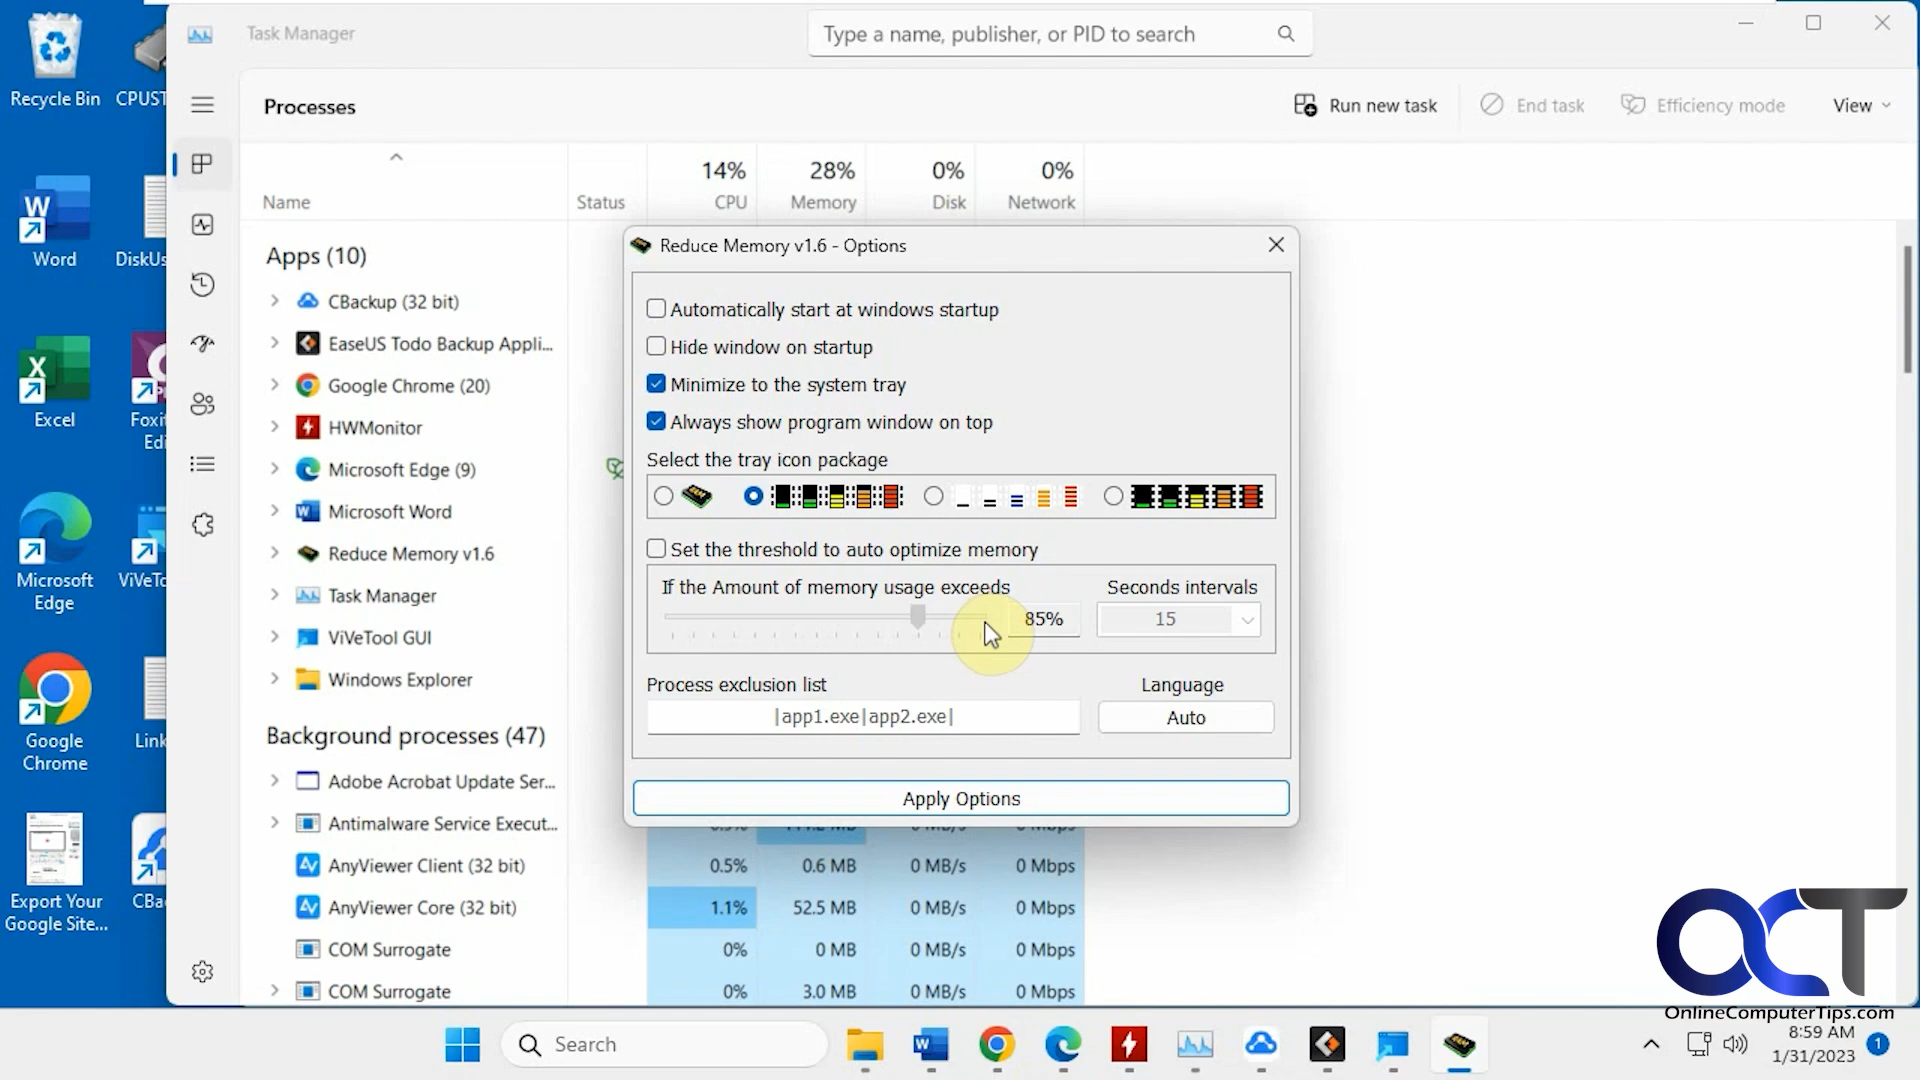 Recycle Bin
CPUST
Word
DiskUs
Excel
Foxit
Edi
Microsoft
Edge
ViVeTo
Google
Chrome
Link
Export Your
Google Site...
CBac
Task Manager
Type a name, publisher, or PID to search
Processes
Run new task
End task
Efficiency mode
View
14%
28%
0%
0%
Name
Status
CPU
Memory
Disk
Network
Apps (10)
CBackup (32 bit)
EaseUS Todo Backup Appli...
Google Chrome (20)
HWMonitor
Microsoft Edge (9)
Microsoft Word
Reduce Memory v1.6
Task Manager
ViVeTool GUI
Windows Explorer
Background processes (47)
Adobe Acrobat Update Ser...
Antimalware Service Execut...
AnyViewer Client (32 bit)
0.5%
0.6 MB
0 MB/s
0 Mbps
AnyViewer Core (32 bit)
1.1%
52.5 MB
0 MB/s
0 Mbps
COM Surrogate
0%
0 MB
0 MB/s
0 Mbps
COM Surrogate
0%
3.0 MB
0 MB/s
0 Mbps
Reduce Memory v1.6 - Options
Automatically start at windows startup
Hide window on startup
Minimize to the system tray
Always show program window on top
Select the tray icon package
Set the threshold to auto optimize memory
If the Amount of memory usage exceeds
Seconds intervals
85%
15
Process exclusion list
Language
|app1.exe|app2.exe|
Auto
Apply Options
OCT
OnlineComputerTips.com
Search
8:59 AM
1/31/2023
1